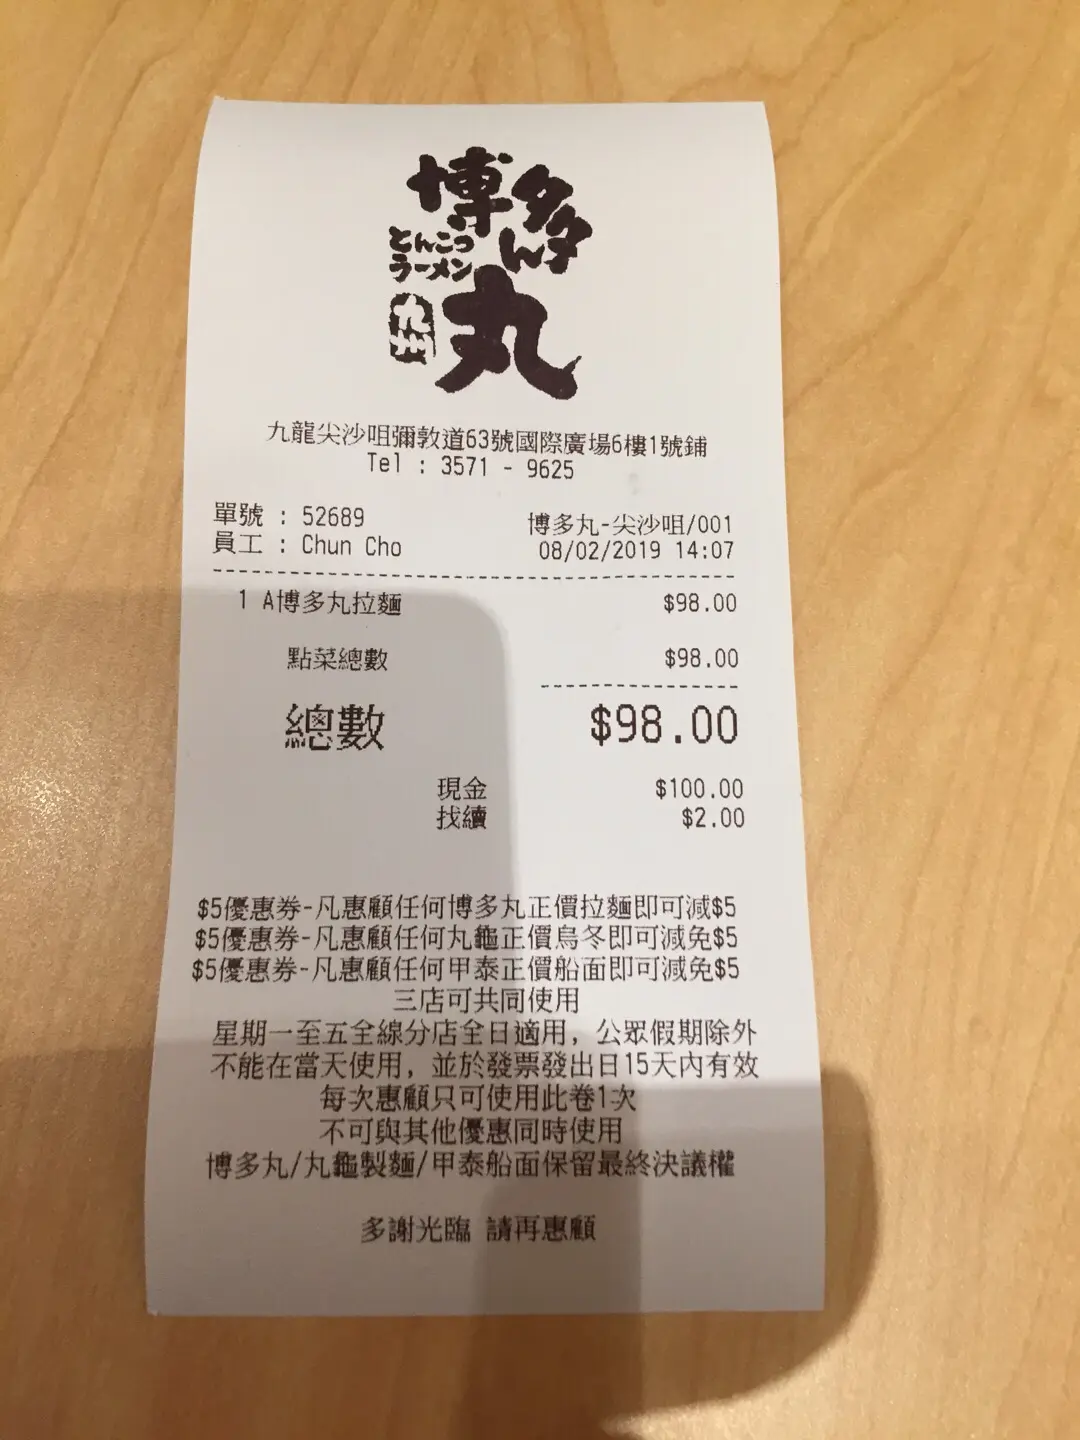 博多
ん
とんこつ
ラーメン
九州
丸
九龍尖沙咀彌敦道63號國際廣場6樓1號鋪
Tel : 3571 - 9625
單號 : 52689
博多丸-尖沙咀/001
員工 : Chun Cho
08/02/2019 14:07
1 A博多丸拉麵 $98.00
點菜總數 $98.00
總數 $98.00
現金 $100.00
找續 $2.00
$5優惠券-凡惠顧任何博多丸正價拉麵即可減$5
$5優惠券-凡惠顧任何丸龜正價烏冬即可減免$5
$5優惠券-凡惠顧任何甲泰正價船面即可減免$5
三店可共同使用
星期一至五全線分店全日適用, 公眾假期除外
不能在當天使用, 並於發票發出日15天內有效
每次惠顧只可使用此卷1次
不可與其他優惠同時使用
博多丸/丸龜製麵/甲泰船面保留最終決議權
多謝光臨 請再惠顧